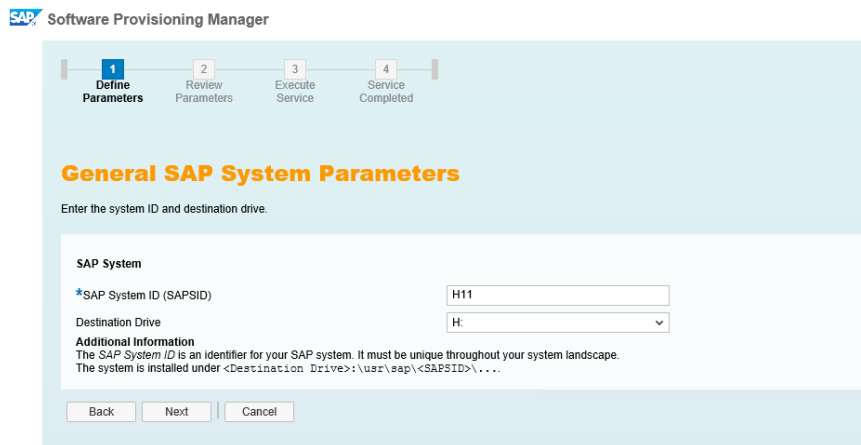 SAP Software Provisioning Manager
1 2 3 4
Define Parameters Review Parameters Execute Service Service Completed
General SAP System Parameters
Enter the system ID and destination drive.
SAP System
*SAP System ID (SAPSID) H11
Destination Drive H:
Additional Information
The SAP System ID is an identifier for your SAP system. It must be unique throughout your system landscape.
The system is installed under <Destination Drive>:\usr\sap\<SAPSID>\....
Back Next Cancel